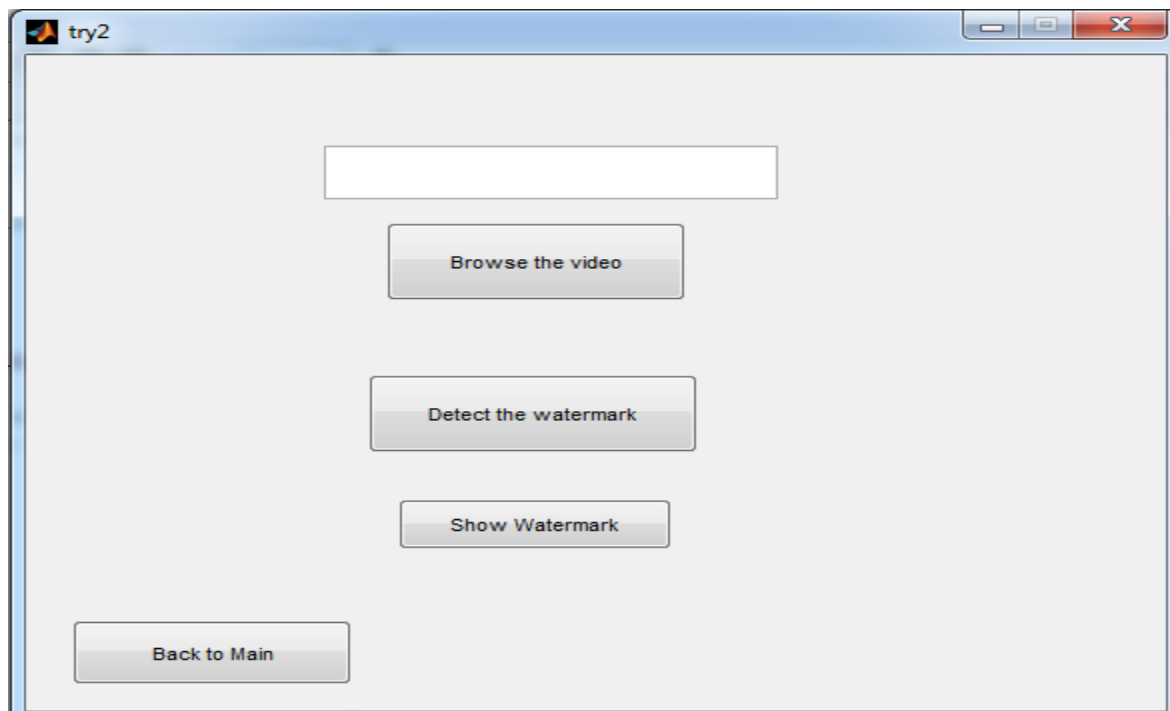 try2
Browse the video
Detect the watermark
Show Watermark
Back to Main